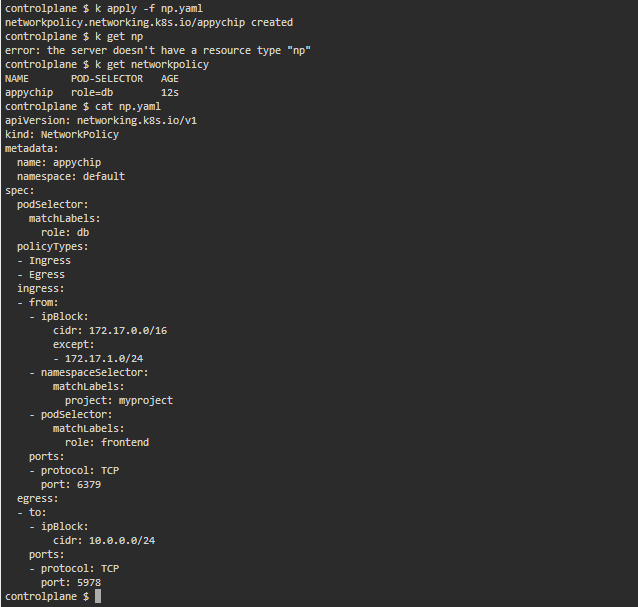 controlplane $ k apply -f np.yaml
networkpolicy.networking.k8s.io/appychip created
controlplane $ k get np
error: the server doesn't have a resource type "np"
controlplane $ k get networkpolicy
NAME       POD-SELECTOR   AGE
appychip   role=db        12s
controlplane $ cat np.yaml
apiVersion: networking.k8s.io/v1
kind: NetworkPolicy
metadata:
  name: appychip
  namespace: default
spec:
  podSelector:
    matchLabels:
      role: db
  policyTypes:
  - Ingress
  - Egress
  ingress:
  - from:
    - ipBlock:
        cidr: 172.17.0.0/16
        except:
        - 172.17.1.0/24
    - namespaceSelector:
        matchLabels:
          project: myproject
    - podSelector:
        matchLabels:
          role: frontend
    ports:
    - protocol: TCP
      port: 6379
  egress:
  - to:
    - ipBlock:
        cidr: 10.0.0.0/24
    ports:
    - protocol: TCP
      port: 5978
controlplane $